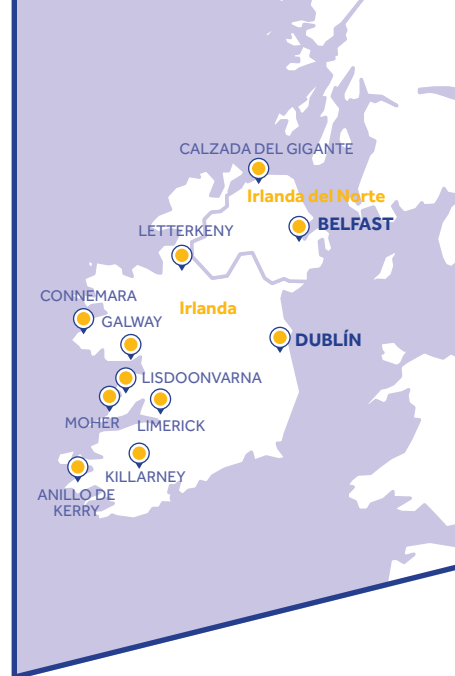 CALZADA DEL GIGANTE
Irlanda del Norte
BELFAST
LETTERKENY
CONNEMARA
Irlanda
GALWAY
DUBLÍN
LISDOONVARNA
MOHER
LIMERICK
KILLARNEY
ANILLO DE
KERRY